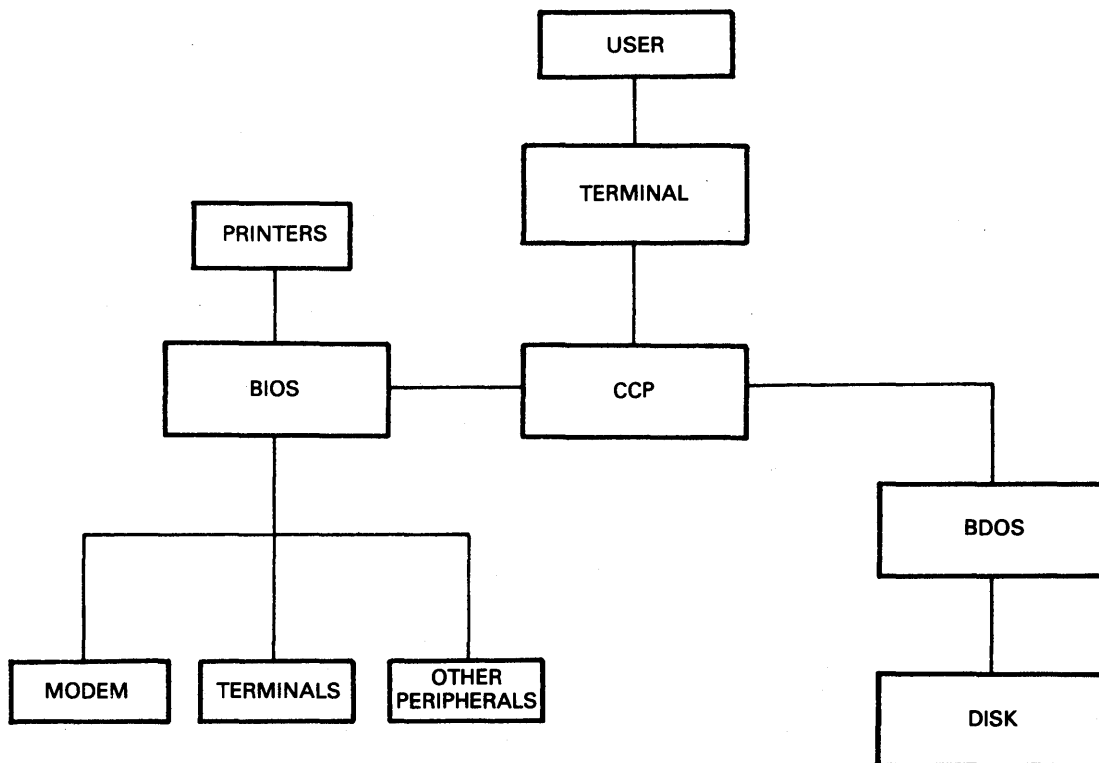 USER
TERMINAL
PRINTERS
BIOS
CCP
BDOS
MODEM
TERMINALS
OTHER
PERIPHERALS
DISK